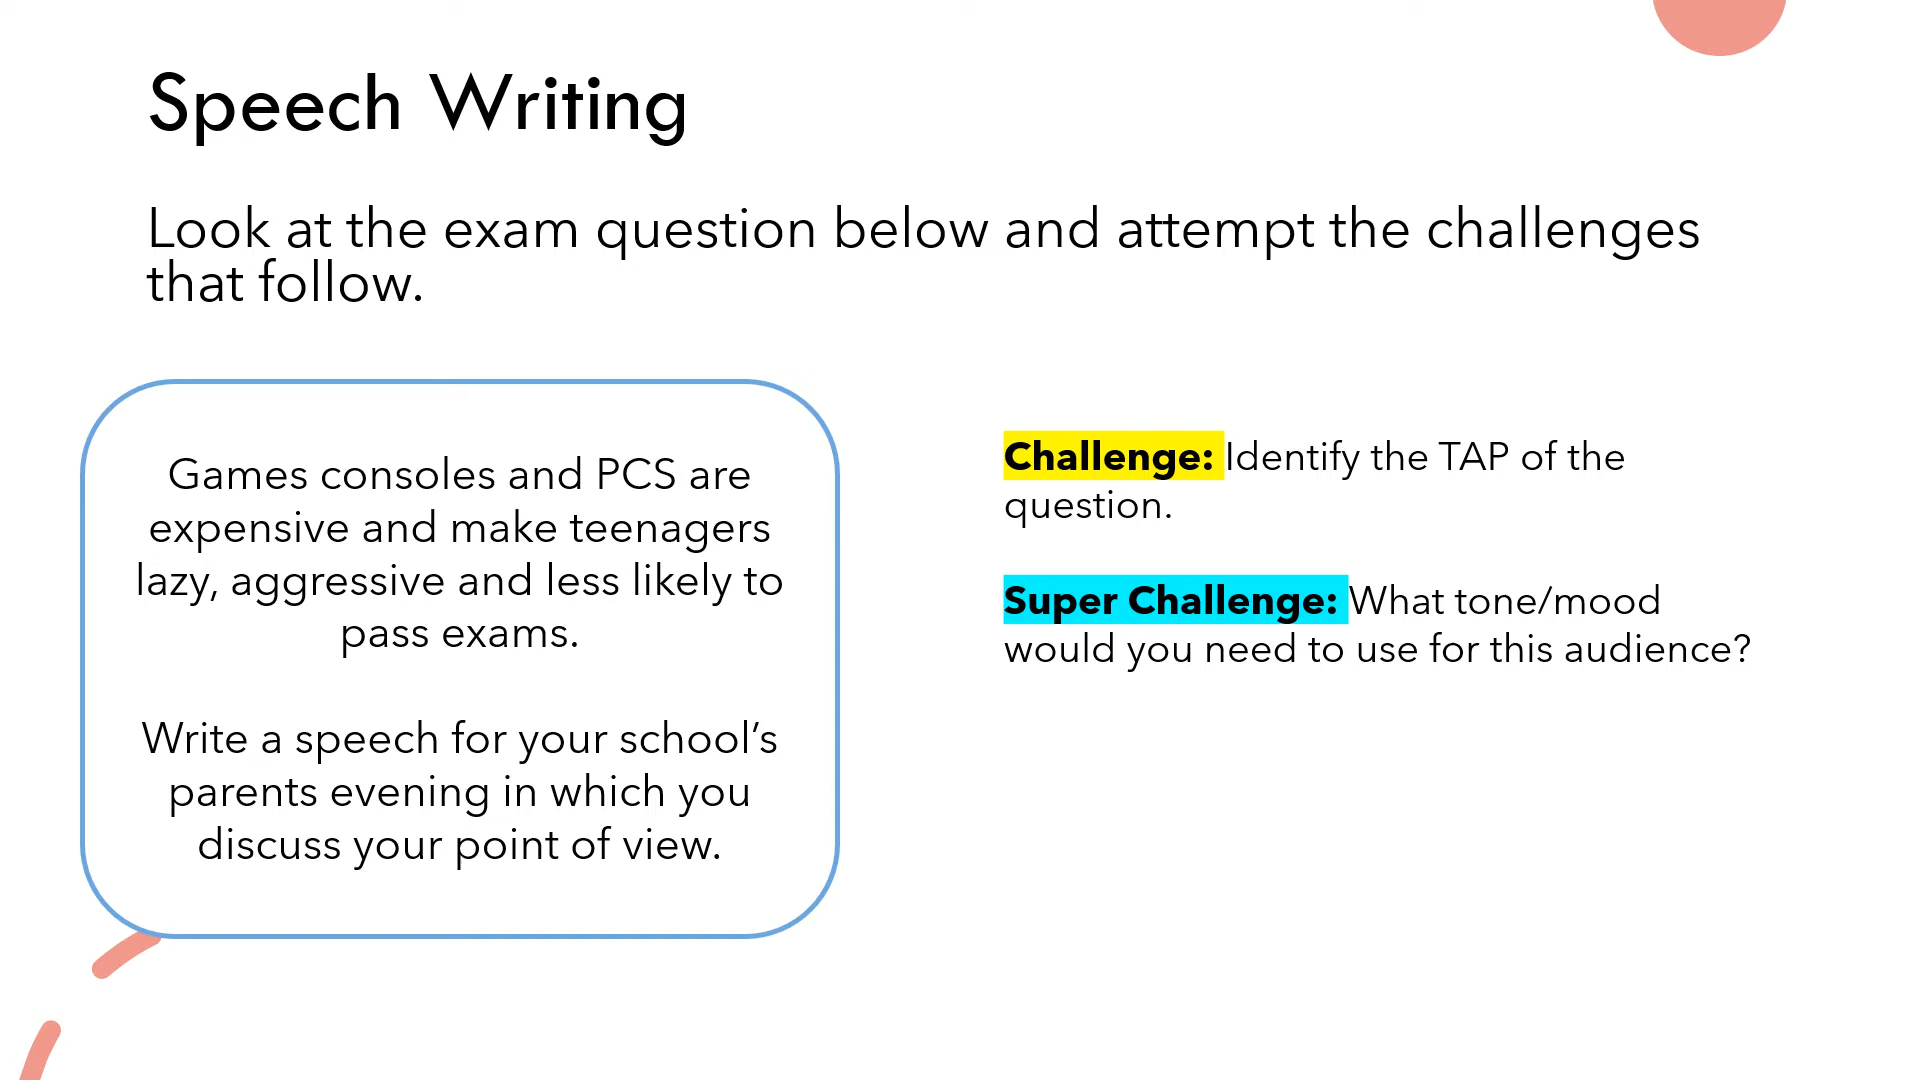 Speech Writing
Look at the exam question below and attempt the challenges
that follow.
Games consoles and PCS are
expensive and make teenagers
lazy, aggressive and less likely to
pass exams.
Write a speech for your school’s
parents evening in which you
discuss your point of view.
Challenge: Identify the TAP of the
question.
Super Challenge: What tone/mood
would you need to use for this audience?